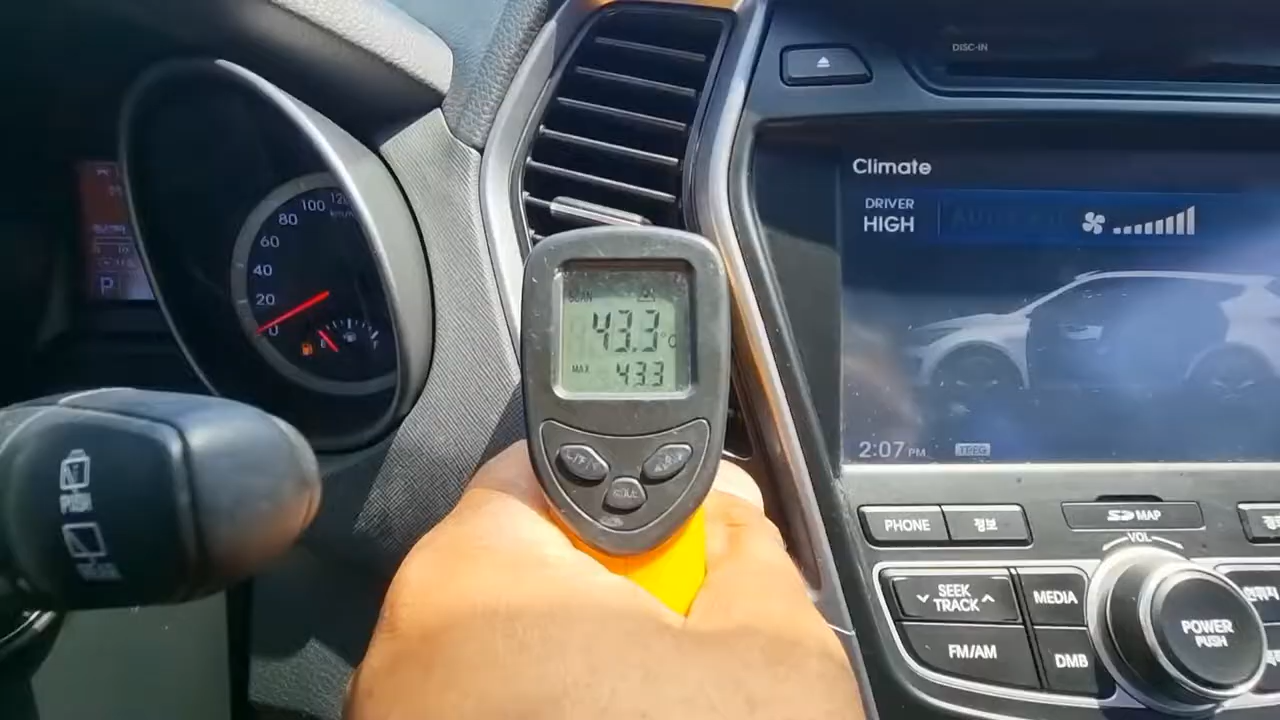 DISC-IN
Climate
DRIVER
HIGH
2:07 PM
TPEG
120
100
80
60
40
20
0
P
SCAN
43.3°C
MAX 43.3
PHONE
정보
SD MAP
VOL
SEEK
TRACK
MEDIA
POWER
PUSH
FM/AM
DMB